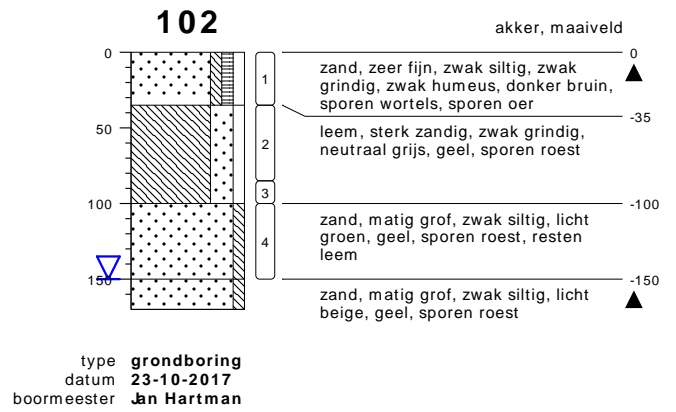 102
akker, maaiveld
0
0
1
zand, zeer fijn, zwak siltig, zwak
grindig, zwak humeus, donker bruin,
sporen wortels, sporen oer
-35
50
2
leem, sterk zandig, zwak grindig,
neutraal grijs, geel, sporen roest
3
100
-100
4
zand, matig grof, zwak siltig, licht
groen, geel, sporen roest, resten
leem
150
-150
zand, matig grof, zwak siltig, licht
beige, geel, sporen roest
type grondboring
datum 23-10-2017
boormeester Jan Hartman